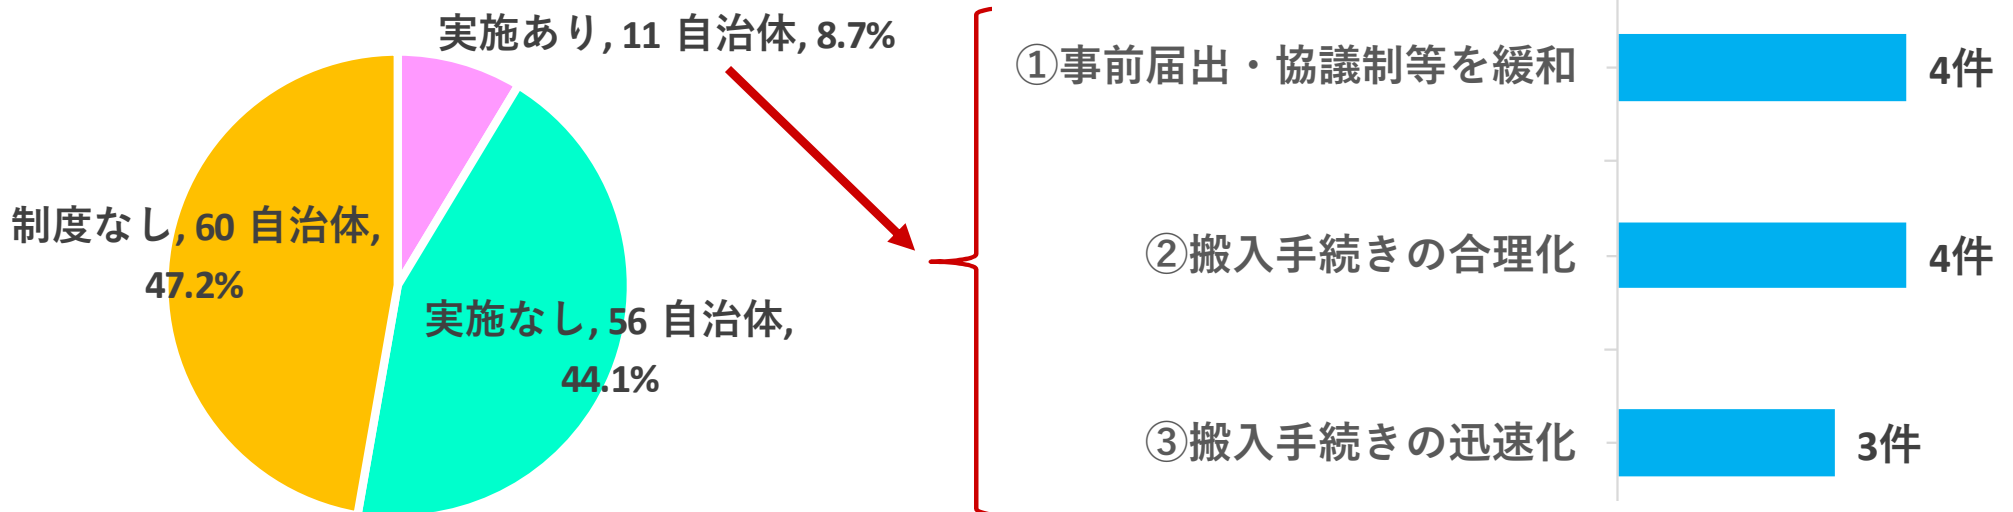 実施あり, 11 自治体, 8.7%
制度なし, 60 自治体,
47.2%
実施なし, 56 自治体,
44.1%
①事前届出・協議制等を緩和
4件
②搬入手続きの合理化
4件
③搬入手続きの迅速化
3件